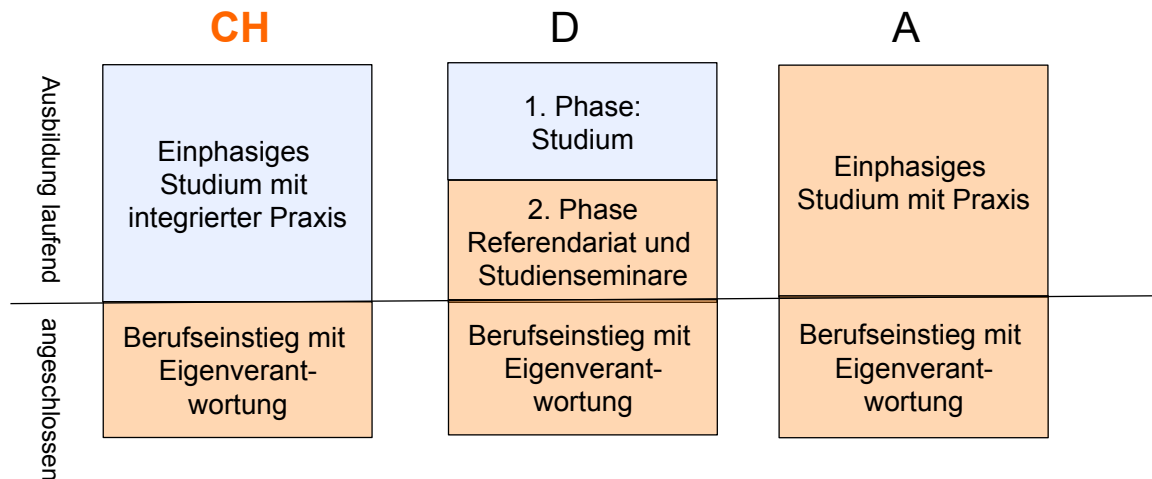 CH
D
A
Ausbildung laufend
angeschlossen
Einphasiges
Studium mit
integrierter Praxis
1. Phase:
Studium
2. Phase
Referendariat und
Studienseminare
Einphasiges
Studium mit Praxis
Berufseinstieg mit
Eigenverant-
wortung
Berufseinstieg mit
Eigenverant-
wortung
Berufseinstieg mit
Eigenverant-
wortung